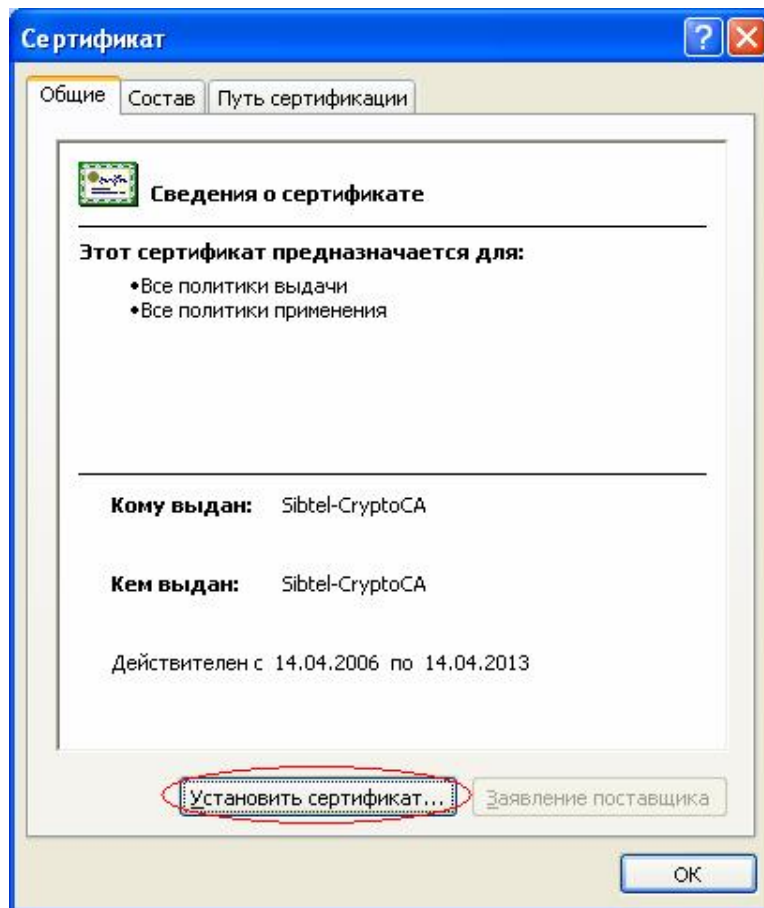 Сертификат
Общие Состав Путь сертификации
Сведения о сертификате
Этот сертификат предназначается для:
•Все политики выдачи
•Все политики применения
Кому выдан: Sibtel-CryptoCA
Кем выдан: Sibtel-CryptoCA
Действителен с 14.04.2006 по 14.04.2013
Установить сертификат... Заявление поставщика
ОК